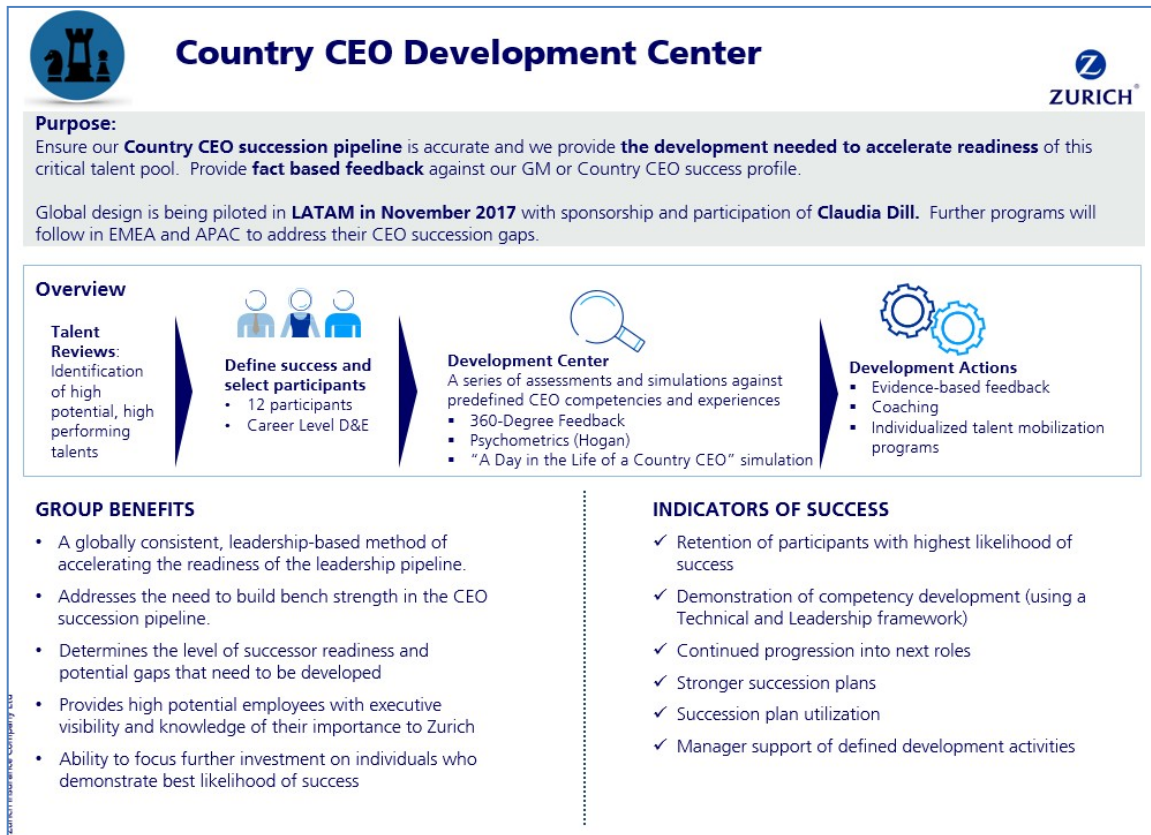 Country CEO Development Center
ZURICH®
Purpose:
Ensure our Country CEO succession pipeline is accurate and we provide the development needed to accelerate readiness of this
critical talent pool.  Provide fact based feedback against our GM or Country CEO success profile.
Global design is being piloted in LATAM in November 2017 with sponsorship and participation of Claudia Dill.  Further programs will
follow in EMEA and APAC to address their CEO succession gaps.
Overview
Talent
Reviews:
Identification
of high
potential, high
performing
talents
Define success and
select participants
• 12 participants
• Career Level D&E
Development Center
A series of assessments and simulations against
predefined CEO competencies and experiences
▪ 360-Degree Feedback
▪ Psychometrics (Hogan)
▪ “A Day in the Life of a Country CEO” simulation
Development Actions
▪ Evidence-based feedback
▪ Coaching
▪ Individualized talent mobilization
programs
GROUP BENEFITS
• A globally consistent, leadership-based method of
accelerating the readiness of the leadership pipeline.
• Addresses the need to build bench strength in the CEO
succession pipeline.
• Determines the level of successor readiness and
potential gaps that need to be developed
• Provides high potential employees with executive
visibility and knowledge of their importance to Zurich
• Ability to focus further investment on individuals who
demonstrate best likelihood of success
INDICATORS OF SUCCESS
✓ Retention of participants with highest likelihood of
success
✓ Demonstration of competency development (using a
Technical and Leadership framework)
✓ Continued progression into next roles
✓ Stronger succession plans
✓ Succession plan utilization
✓ Manager support of defined development activities
Zurich Insurance Company Ltd